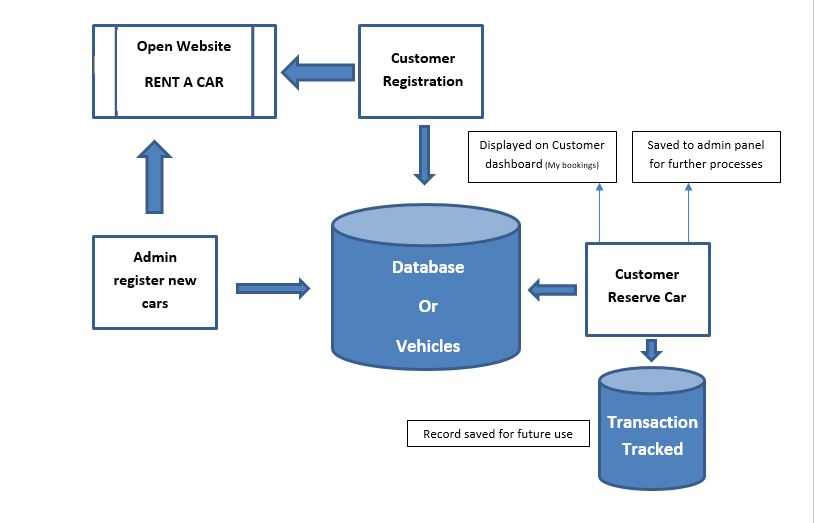 Open Website
RENT A CAR
Customer
Registration
Displayed on Customer
dashboard (My bookings)
Saved to admin panel
for further processes
Admin
register new
cars
Database
Or
Vehicles
Customer
Reserve Car
Transaction
Tracked
Record saved for future use